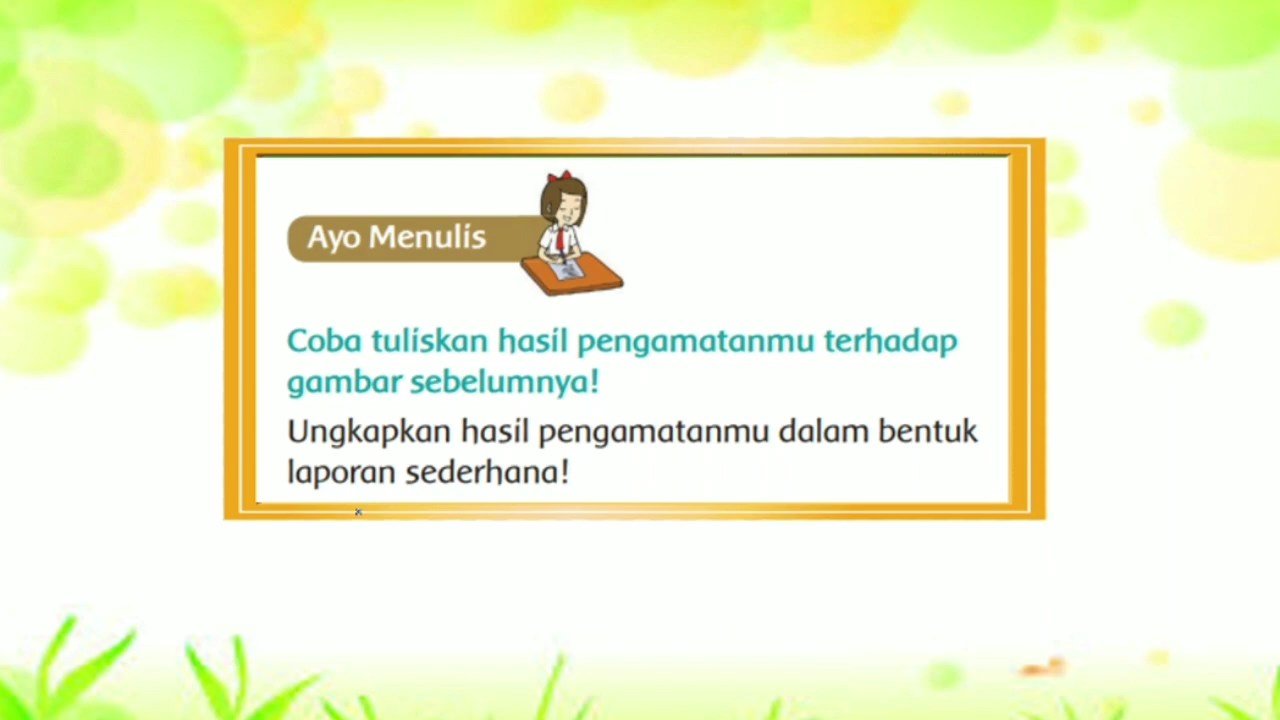 Ayo Menulis
Coba tuliskan hasil pengamatanmu terhadap
gambar sebelumnya!
Ungkapkan hasil pengamatanmu dalam bentuk
laporan sederhana!